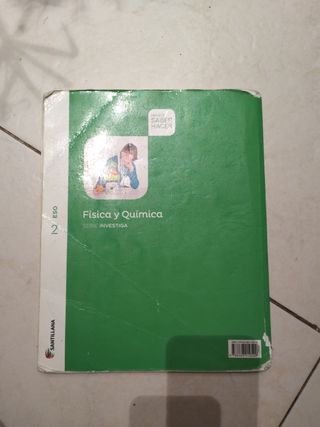 SABER
HACER
Física y Química
SERIE INVESTIGA
2 ESO
SANTILLANA